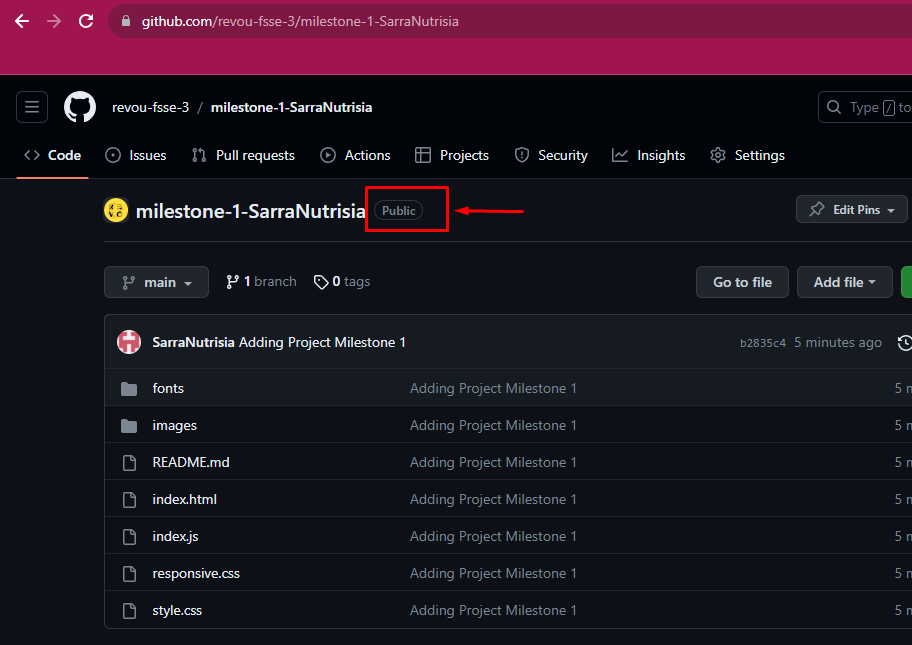 github.com/revou-fsse-3/milestone-1-SarraNutrisia
revou-fsse-3 / milestone-1-SarraNutrisia
Type / to
Code Issues Pull requests Actions Projects Security Insights Settings
milestone-1-SarraNutrisia Public Edit Pins
main 1 branch 0 tags Go to file Add file
SarraNutrisia Adding Project Milestone 1 b2835c4 5 minutes ago
fonts Adding Project Milestone 1 5
images Adding Project Milestone 1 5
README.md Adding Project Milestone 1 5
index.html Adding Project Milestone 1 5
index.js Adding Project Milestone 1 5
responsive.css Adding Project Milestone 1 5
style.css Adding Project Milestone 1 5